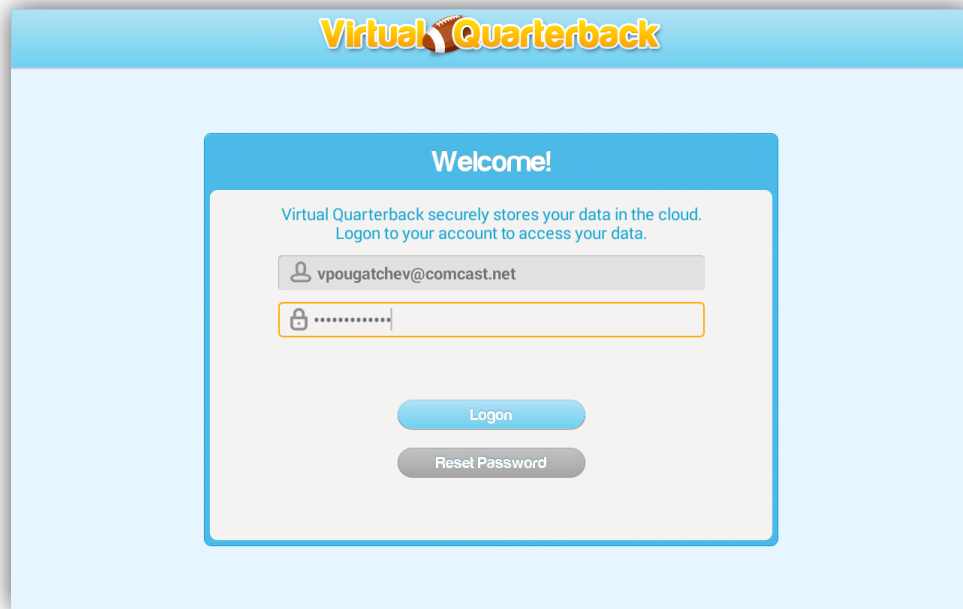 Virtual Quarterback
Welcome!
Virtual Quarterback securely stores your data in the cloud.
Logon to your account to access your data.
vpougatchev@comcast.net
•••••••••••••
Logon
Reset Password